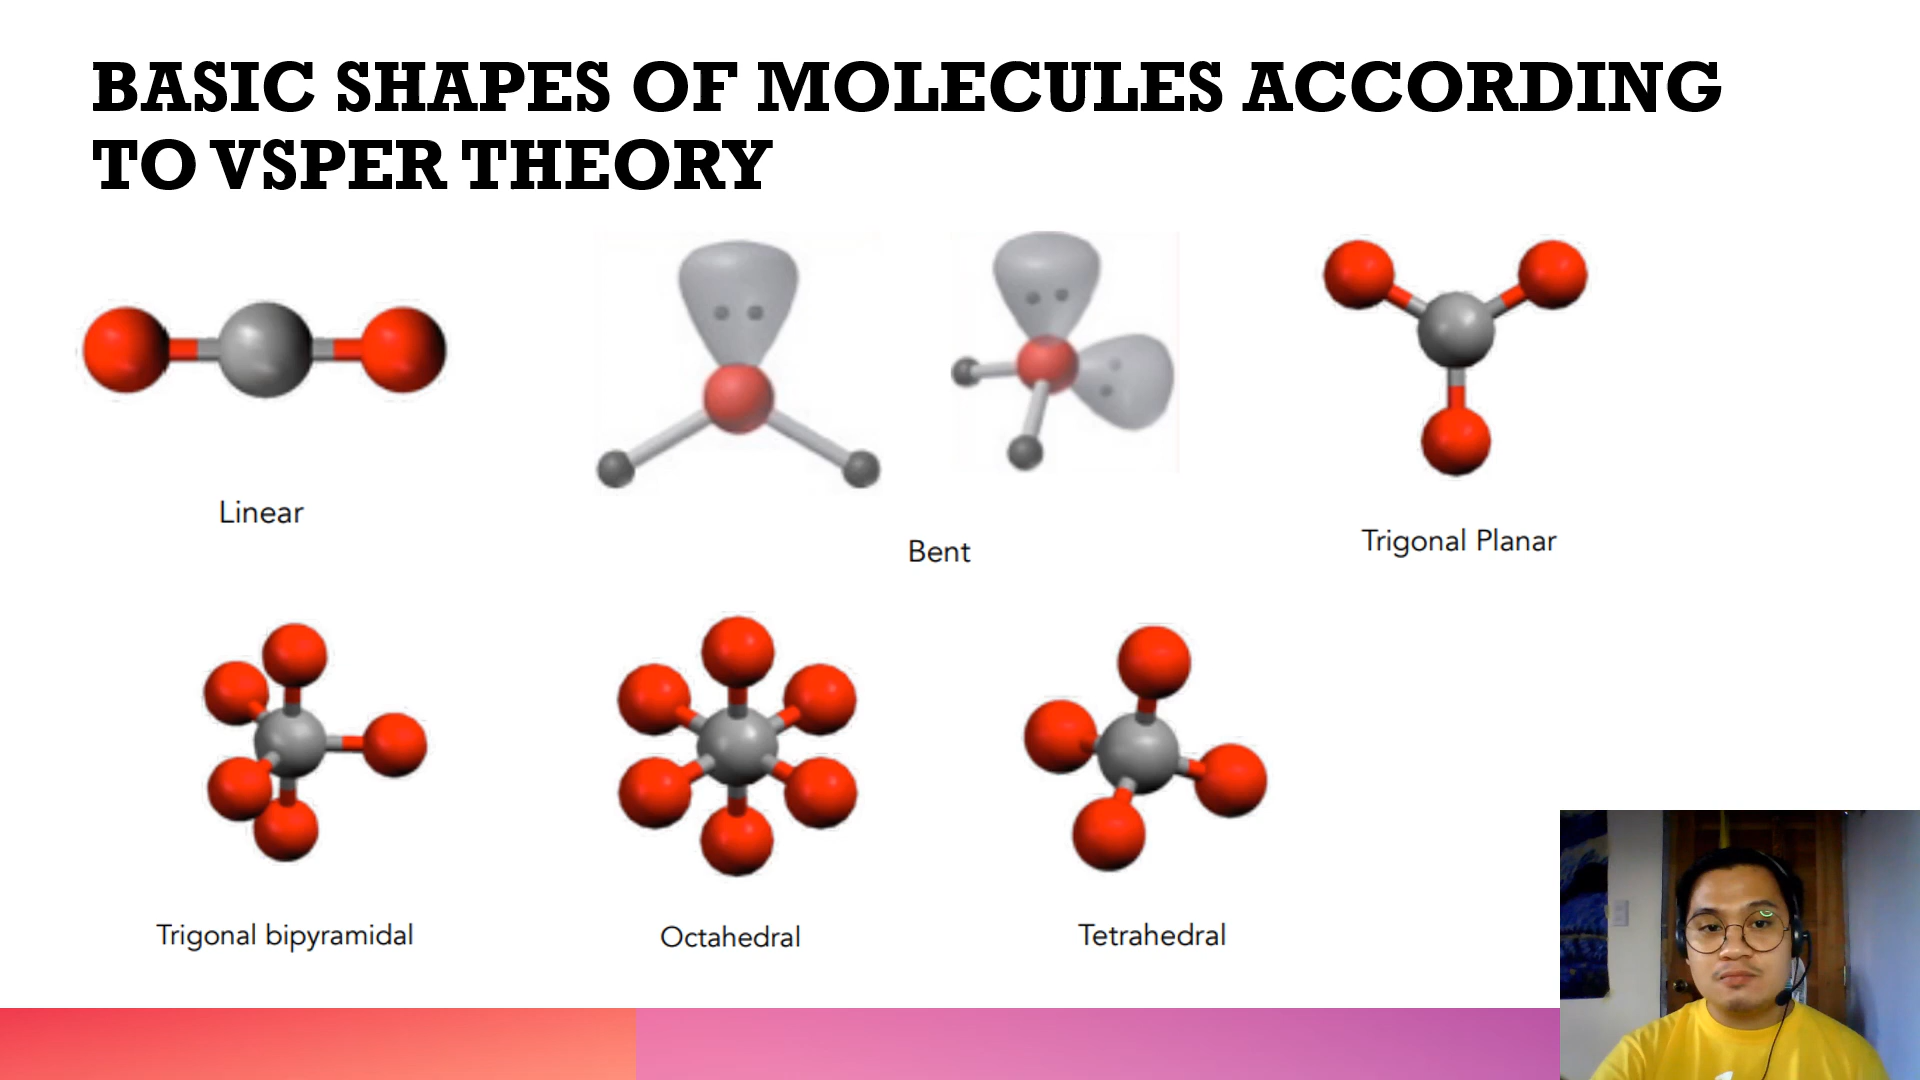 BASIC SHAPES OF MOLECULES ACCORDING
TO VSPER THEORY
Linear
Bent
Trigonal Planar
Trigonal bipyramidal
Octahedral
Tetrahedral